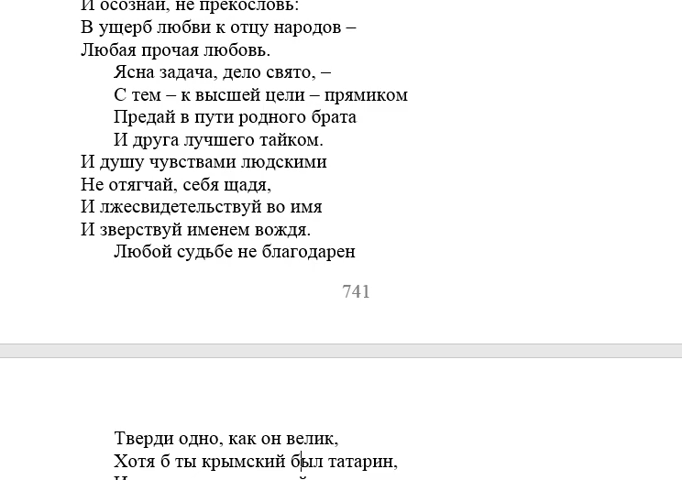 И осознай, не прекословь:
В ущерб любви к отцу народов –
Любая прочая любовь.
Ясна задача, дело свято, –
С тем – к высшей цели – прямиком
Предай в пути родного брата
И друга лучшего тайком.
И душу чувствами людскими
Не отягчай, себя щадя,
И лжесвидетельствуй во имя
И зверствуй именем вождя.
Любой судьбе не благодарен
741
Тверди одно, как он велик,
Хотя б ты крымский был татарин,